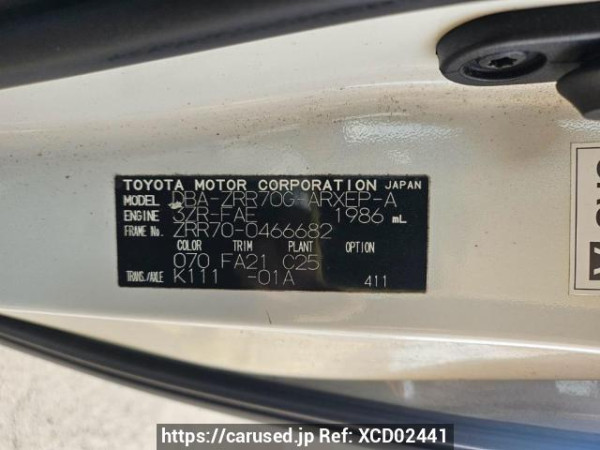 TOYOTA MOTOR CORPORATION JAPAN
MODEL DBA-ZRR70G-ARXEP-A
ENGINE 3ZR-FAE 1986 mL
FRAME No. ZRR70-0466682
COLOR TRIM PLANT OPTION
070 FA21 C25
TRANS./AXLE K111 -01A 411
https://carused.jp Ref: XCD02441